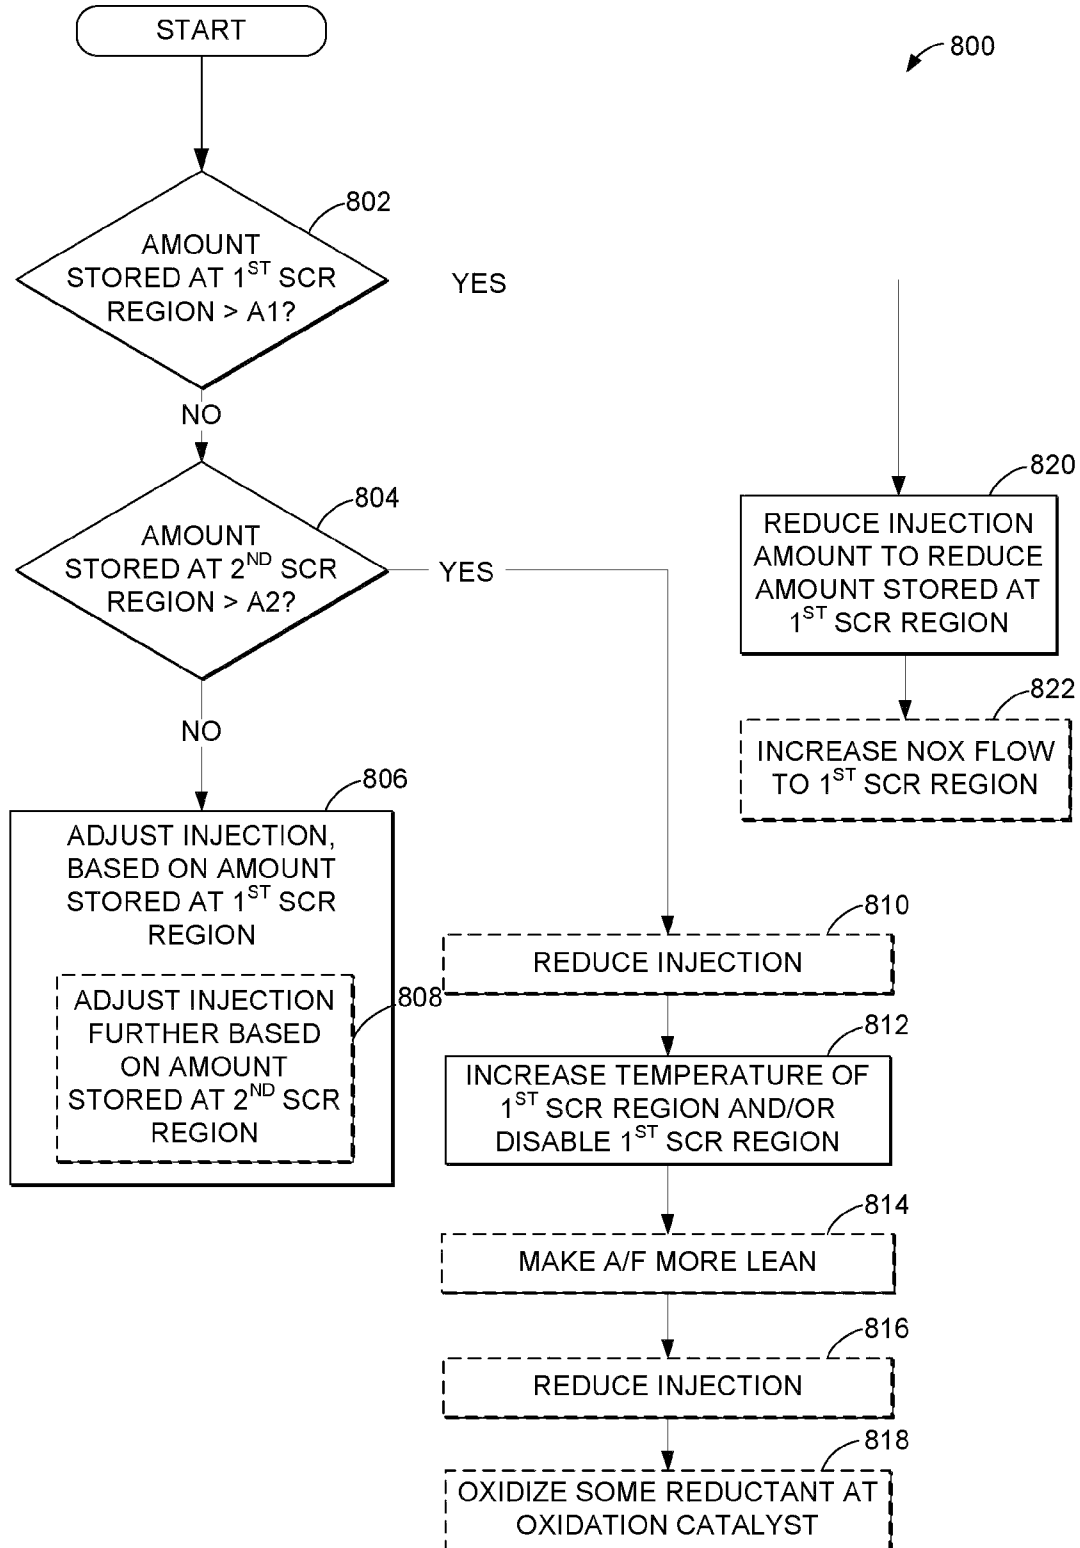 START
800
802
AMOUNT
STORED AT 1ST SCR
REGION > A1?
YES
NO
804
AMOUNT
STORED AT 2ND SCR
REGION > A2?
YES
NO
820
REDUCE INJECTION
AMOUNT TO REDUCE
AMOUNT STORED AT
1ST SCR REGION
822
INCREASE NOX FLOW
TO 1ST SCR REGION
806
ADJUST INJECTION,
BASED ON AMOUNT
STORED AT 1ST SCR
REGION
808
ADJUST INJECTION
FURTHER BASED
ON AMOUNT
STORED AT 2ND SCR
REGION
810
REDUCE INJECTION
812
INCREASE TEMPERATURE OF
1ST SCR REGION AND/OR
DISABLE 1ST SCR REGION
814
MAKE A/F MORE LEAN
816
REDUCE INJECTION
818
OXIDIZE SOME REDUCTANT AT
OXIDATION CATALYST